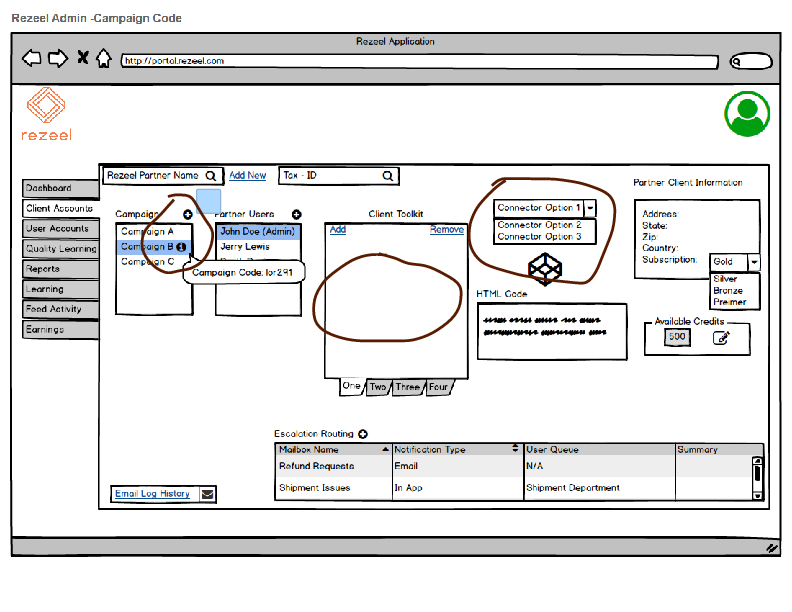 Rezeel Admin -Campaign Code
Rezeel Application
http://portal.rezeel.com
rezeel
Rezeel Partner Name
Add New
Tax - ID
Partner Client Information
Dashboard
Client Accounts
User Accounts
Quality Learning
Reports
Learning
Feed Activity
Earnings
Campaign
Campaign A
Campaign B
Campaign C
Campaign Code: lor291
Partner Users
John Doe (Admin)
Jerry Lewis
Client Toolkit
Add
Remove
One
Two
Three
Four
Connector Option 1
Connector Option 2
Connector Option 3
HTML Code
Address:
State:
Zip:
Country:
Subscription:
Gold
Silver
Bronze
Preimer
Available Credits
500
Escalation Routing
Mailbox Name Notification Type User Queue Summary
Refund Requests Email N/A
Shipment Issues In App Shipment Department
Email Log History